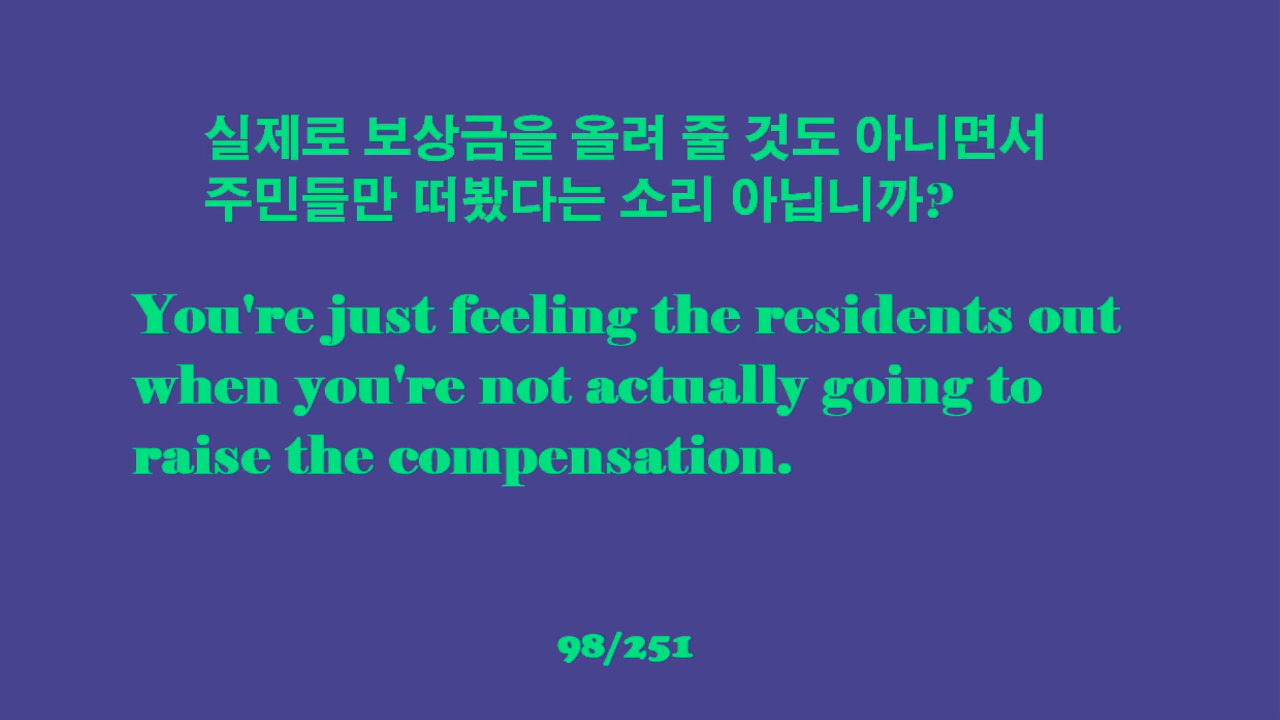 실제로 보상금을 올려 줄 것도 아니면서
주민들만 떠봤다는 소리 아닙니까?
You're just feeling the residents out
when you're not actually going to
raise the compensation.
98/251